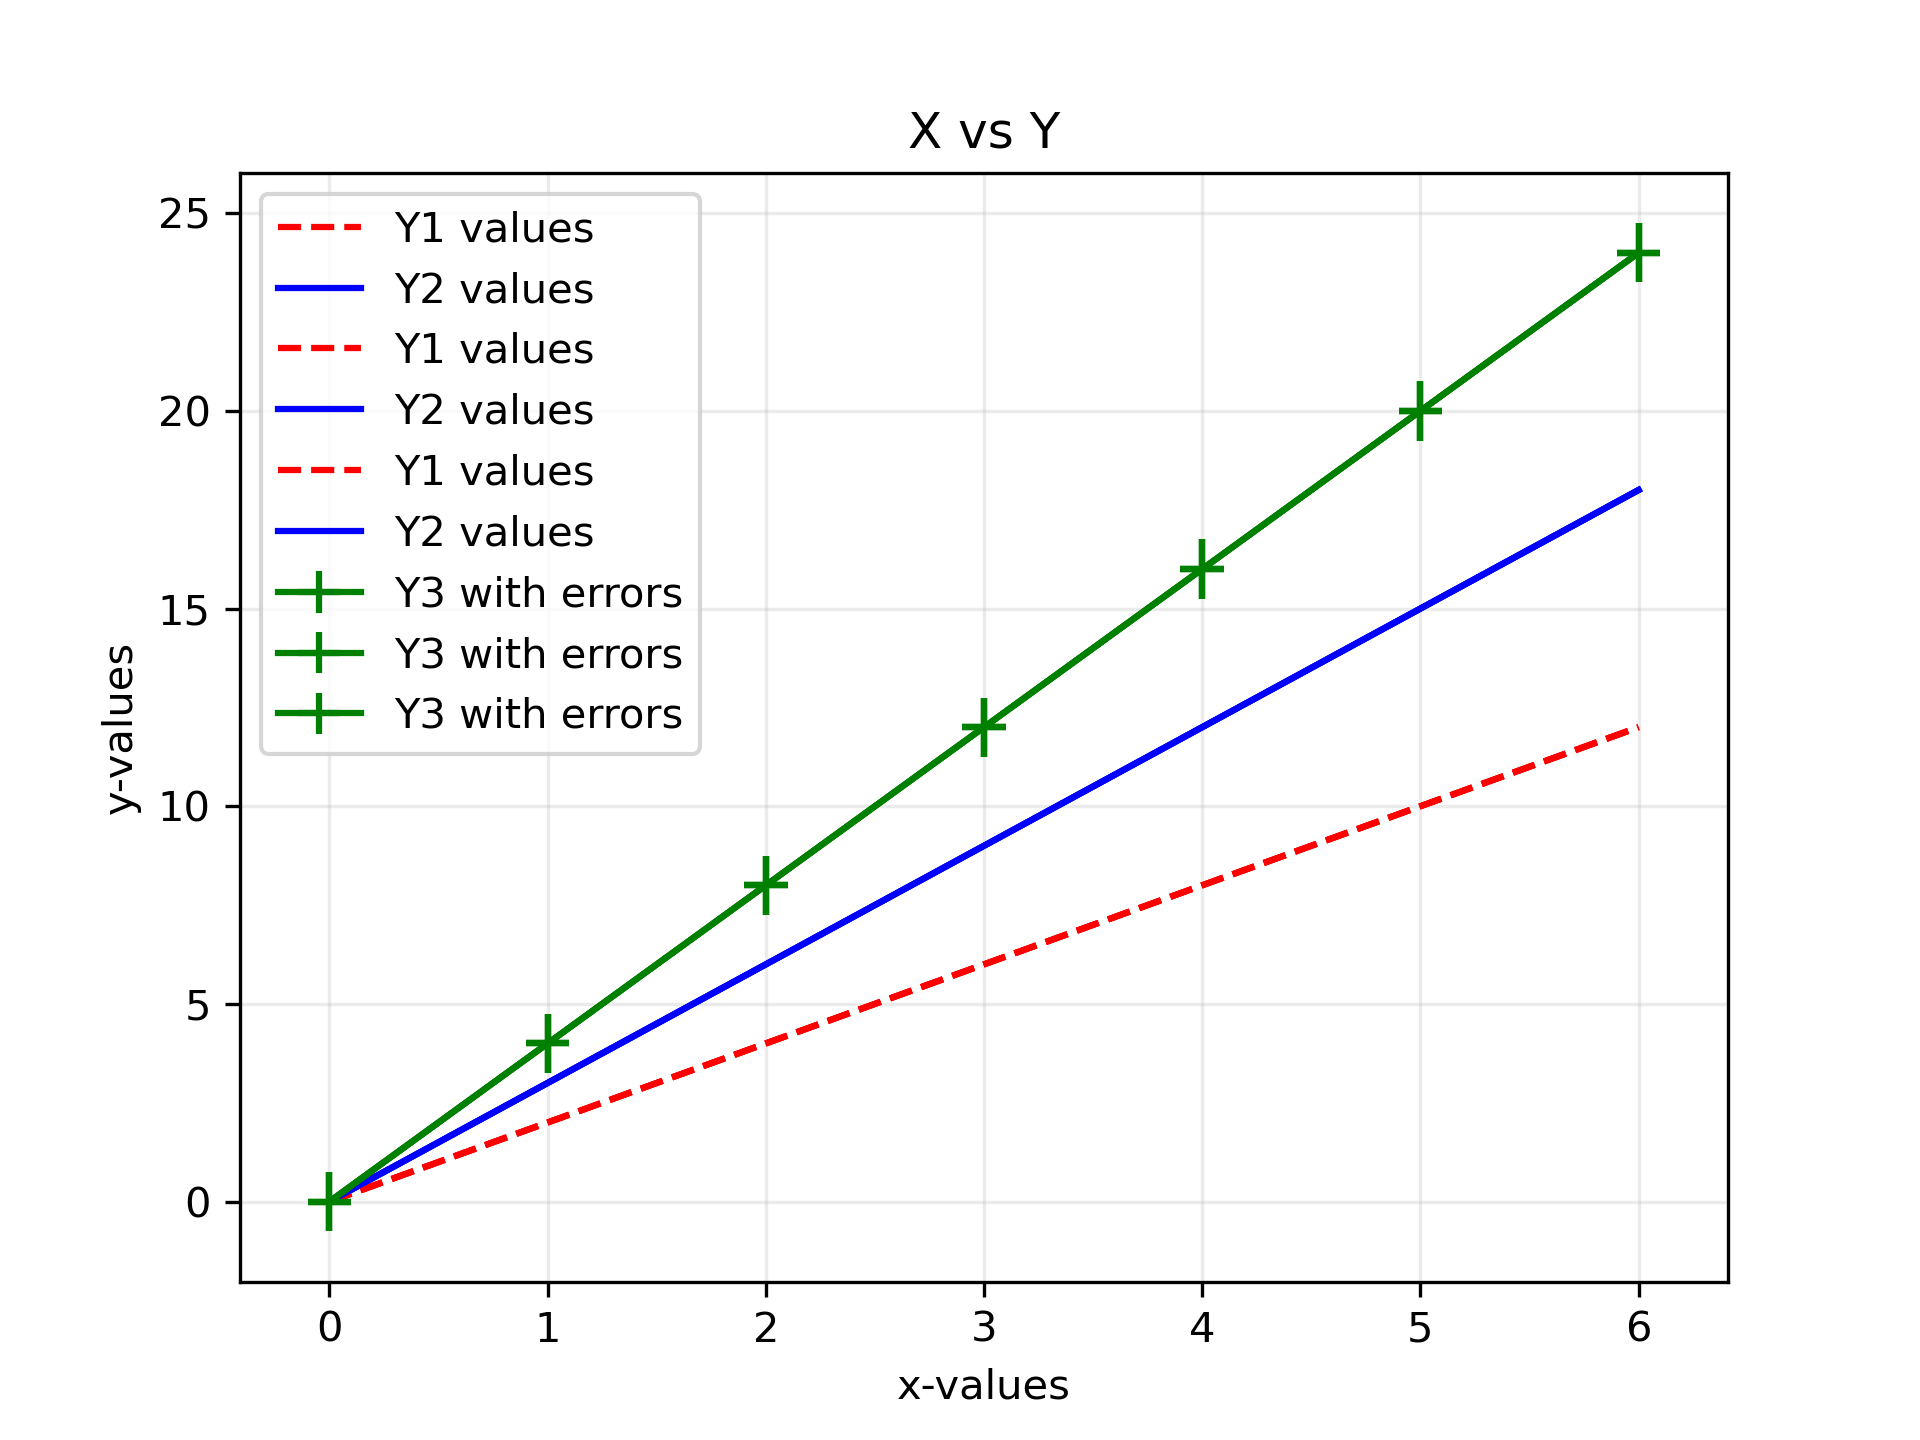 X vs Y
25
20
15
10
5
0
y-values
Y1 values
Y2 values
Y1 values
Y2 values
Y1 values
Y2 values
Y3 with errors
Y3 with errors
Y3 with errors
0 1 2 3 4 5 6
x-values